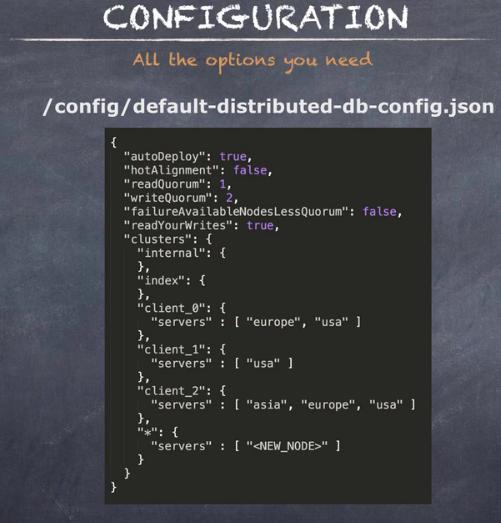 CONFIGURATION
All the options you need
/config/default-distributed-db-config.json
{
  "autoDeploy": true,
  "hotAlignment": false,
  "readQuorum": 1,
  "writeQuorum": 2,
  "failureAvailableNodesLessQuorum": false,
  "readYourWrites": true,
  "clusters": {
    "internal": {
    },
    "index": {
    },
    "client_0": {
      "servers" : [ "europe", "usa" ]
    },
    "client_1": {
      "servers" : [ "usa" ]
    },
    "client_2": {
      "servers" : [ "asia", "europe", "usa" ]
    },
    "*": {
      "servers" : [ "<NEW_NODE>" ]
    }
  }
}